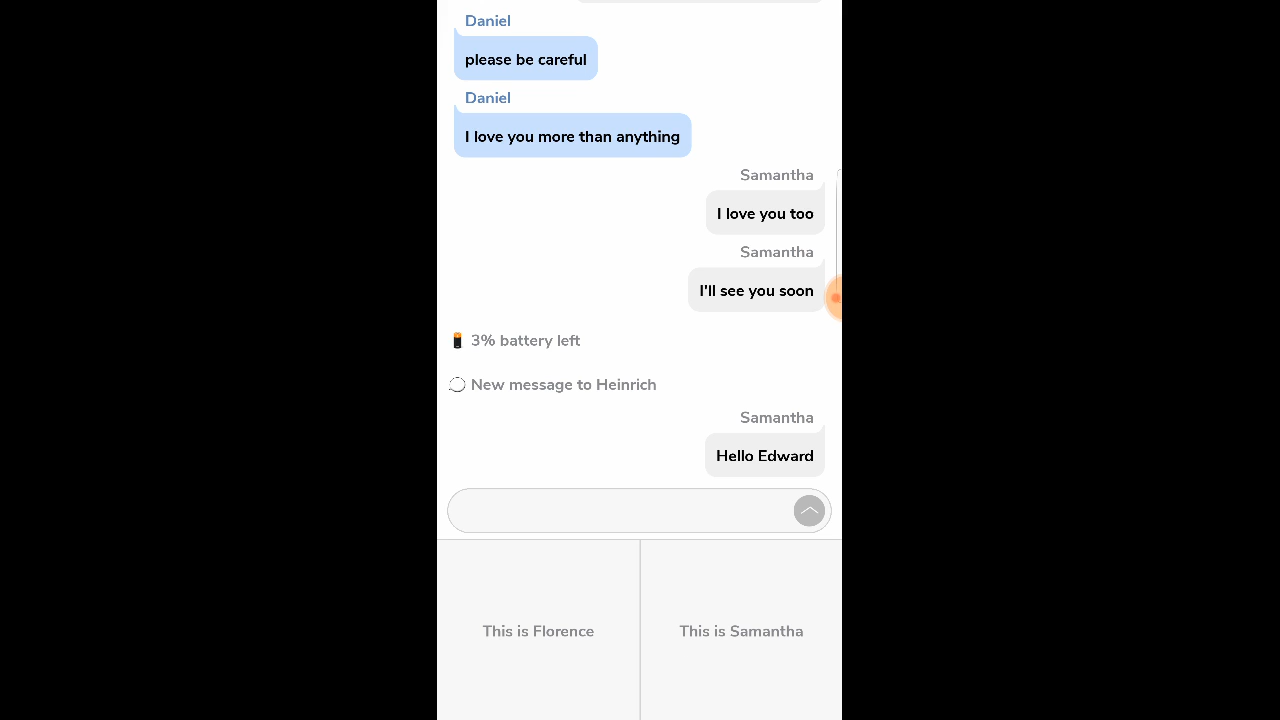 Daniel
please be careful
Daniel
I love you more than anything
Samantha
I love you too
Samantha
I'll see you soon
3% battery left
New message to Heinrich
Samantha
Hello Edward
This is Florence
This is Samantha